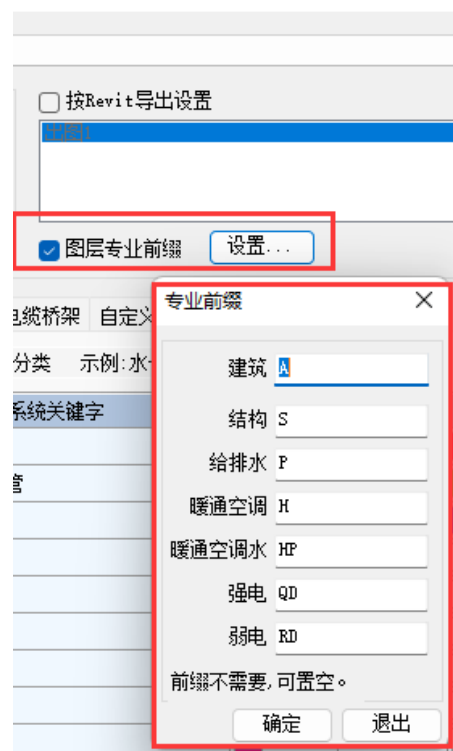 按Revit导出设置
出图1
图层专业前缀 设置...
电缆桥架 自定义
分类 示例:水
系统关键字
管
专业前缀
建筑 A
结构 S
给排水 P
暖通空调 H
暖通空调水 HP
强电 QD
弱电 RD
前缀不需要,可置空。
确定 退出